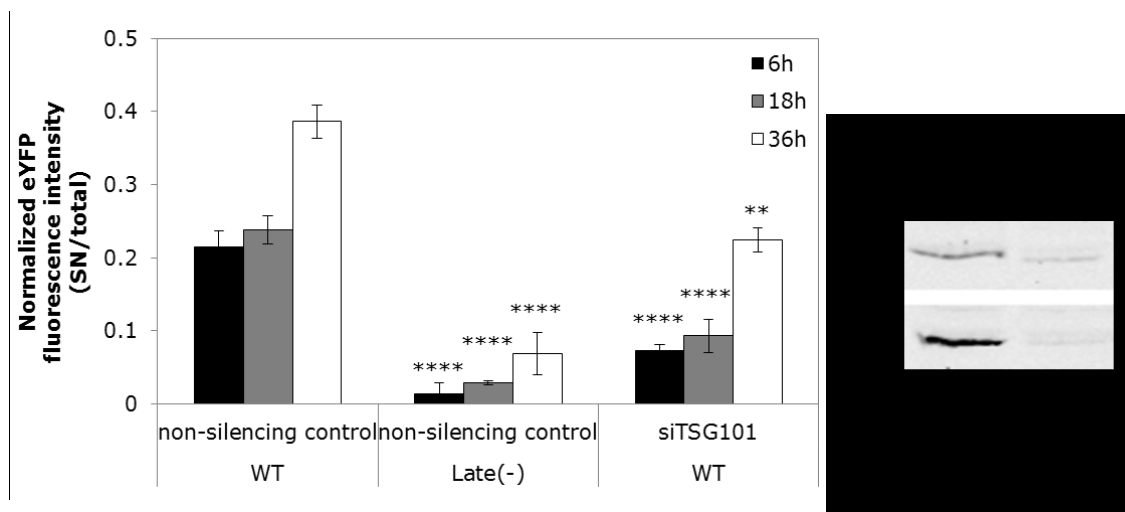 Normalized eYFP
fluorescence intensity
(SN/total)
0.5
0.4
0.3
0.2
0.1
0
6h
18h
36h
****
****
****
****
****
**
non-silencing control
non-silencing control
siTSG101
WT
Late(-)
WT